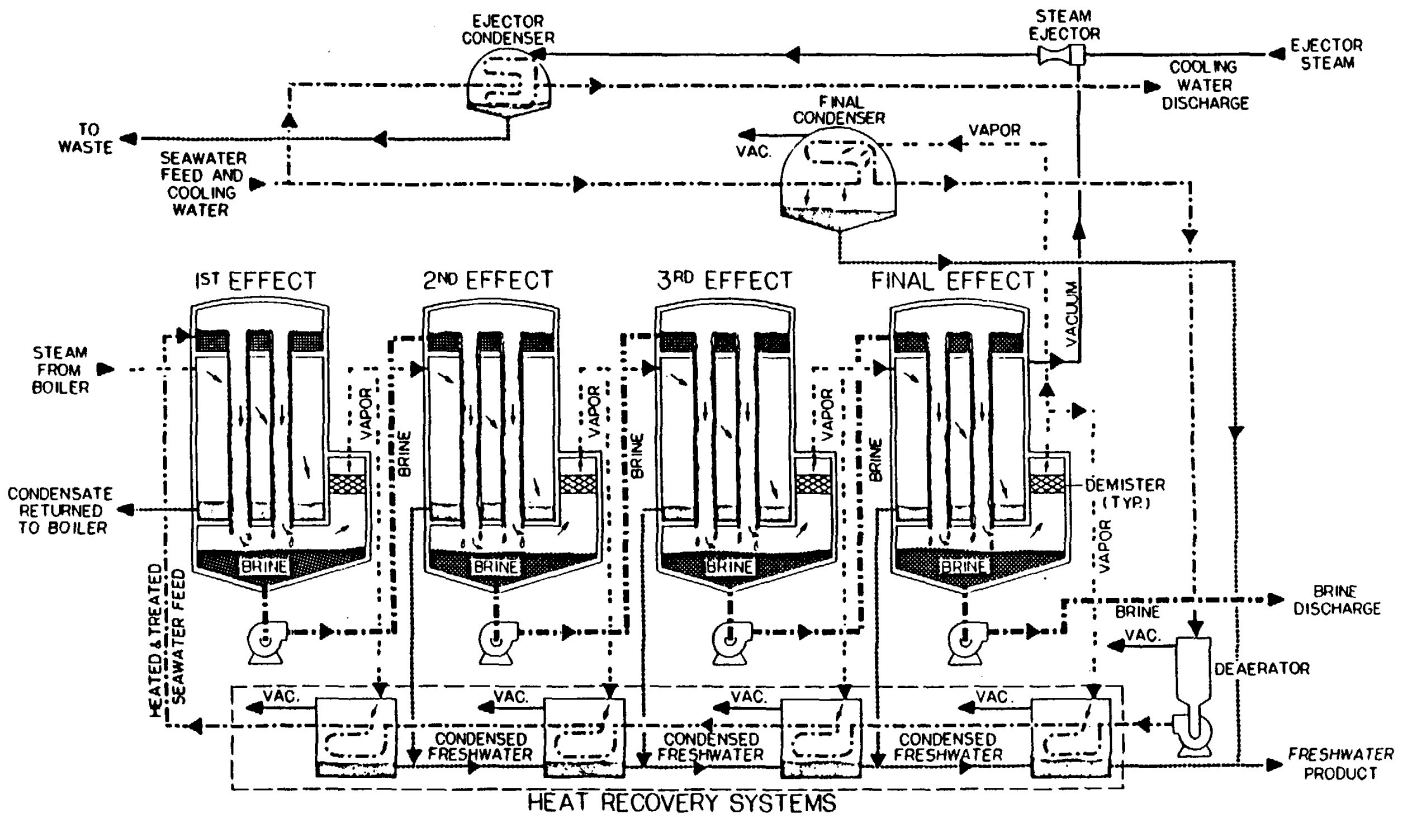 EJECTOR
CONDENSER
STEAM
EJECTOR
EJECTOR
STEAM
COOLING
WATER
DISCHARGE
FINAL
CONDENSER
TO
WASTE
VAC.
VAPOR
SEAWATER
FEED AND
COOLING
WATER
1ST EFFECT
2ND EFFECT
3RD EFFECT
FINAL EFFECT
VACUUM
STEAM
FROM
BOILER
VAPOR
BRINE
VAPOR
BRINE
VAPOR
BRINE
CONDENSATE
RETURNED
TO BOILER
DEMISTER
(TYP.)
VAPOR
BRINE
BRINE
BRINE
BRINE
BRINE
DISCHARGE
BRINE
VAC.
DEAERATOR
HEATED & TREATED
SEAWATER FEED
VAC.
VAC.
VAC.
VAC.
CONDENSED
FRESHWATER
CONDENSED
FRESHWATER
CONDENSED
FRESHWATER
FRESHWATER
PRODUCT
HEAT RECOVERY SYSTEMS